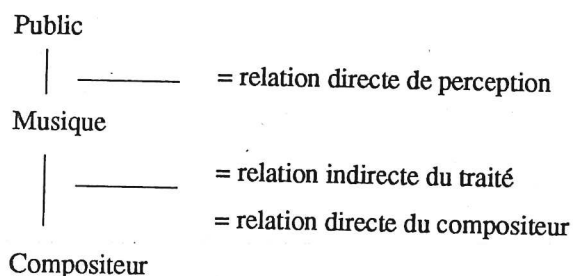 Public
= relation directe de perception
Musique
= relation indirecte du traité
= relation directe du compositeur
Compositeur